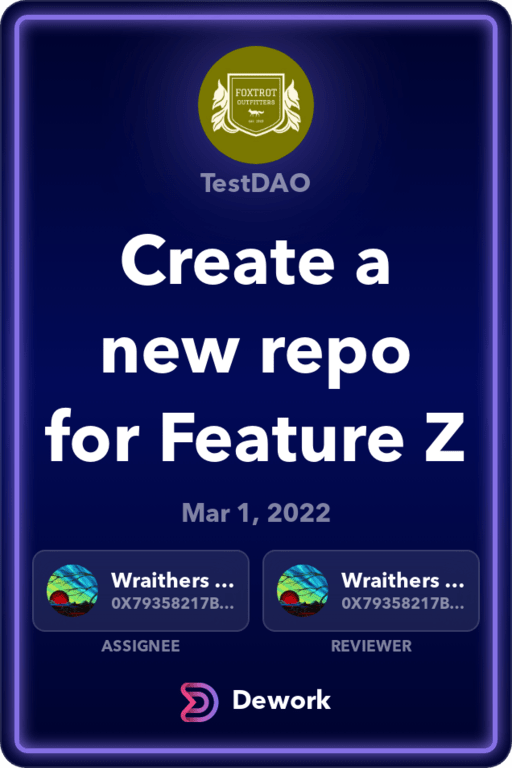 FOXTROT
OUTFITTERS
TestDAO
Create a
new repo
for Feature Z
Mar 1, 2022
Wraithers ...
0X79358217B...
Wraithers ...
0X79358217B...
ASSIGNEE
REVIEWER
Dework